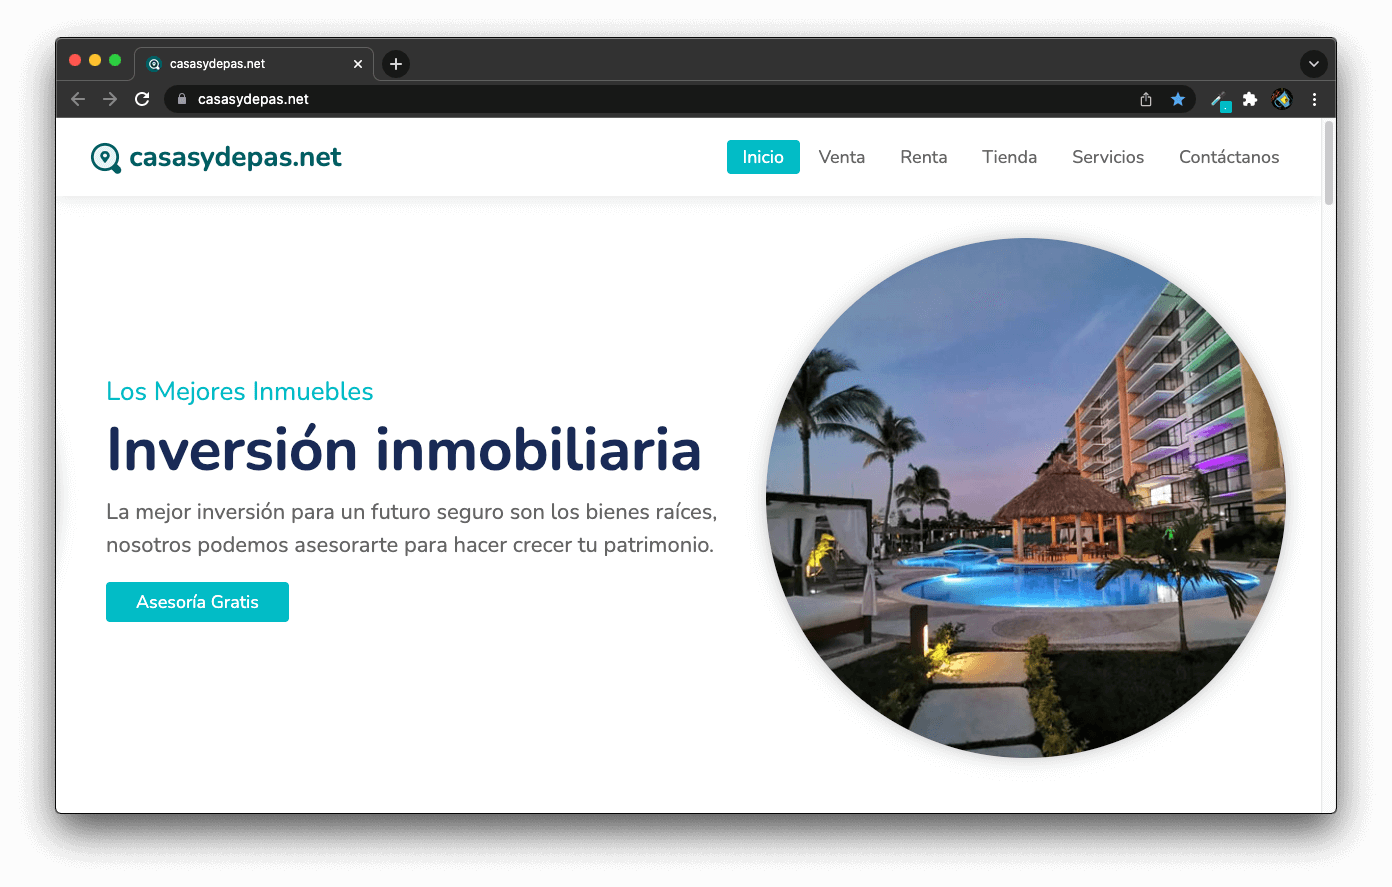 casasydepas.net
casasydepas.net
casasydepas.net
Inicio
Venta
Renta
Tienda
Servicios
Contáctanos
Los Mejores Inmuebles
Inversión inmobiliaria
La mejor inversión para un futuro seguro son los bienes raíces,
nosotros podemos asesorarte para hacer crecer tu patrimonio.
Asesoría Gratis